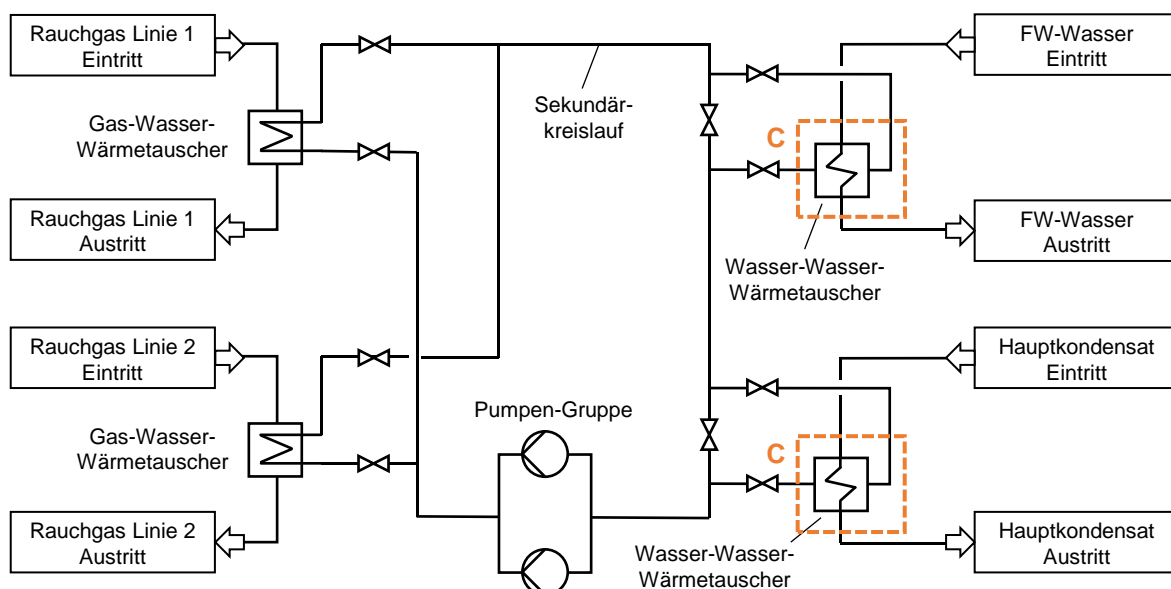 Rauchgas Linie 1
Eintritt
Gas-Wasser-
Wärmetauscher
Rauchgas Linie 1
Austritt
Rauchgas Linie 2
Eintritt
Gas-Wasser-
Wärmetauscher
Rauchgas Linie 2
Austritt
Sekundär-
kreislauf
Pumpen-Gruppe
FW-Wasser
Eintritt
C
FW-Wasser
Austritt
Wasser-Wasser-
Wärmetauscher
Hauptkondensat
Eintritt
C
Hauptkondensat
Austritt
Wasser-Wasser-
Wärmetauscher